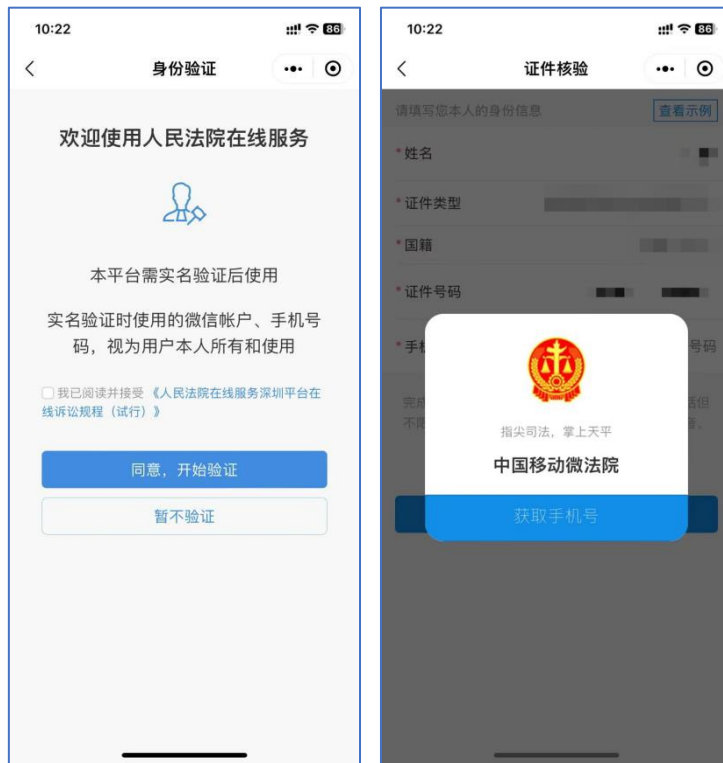 10:22
86
身份验证
欢迎使用人民法院在线服务
本平台需实名验证后使用
实名验证时使用的微信帐户、手机号
码，视为用户本人所有和使用
我已阅读并接受《人民法院在线服务深圳平台在
线诉讼规程（试行）》
同意，开始验证
暂不验证
10:22
86
证件核验
请填写您本人的身份信息
查看示例
*姓名
*证件类型
*国籍
*证件号码
*手机
号码
指尖司法，掌上天平
中国移动微法院
获取手机号